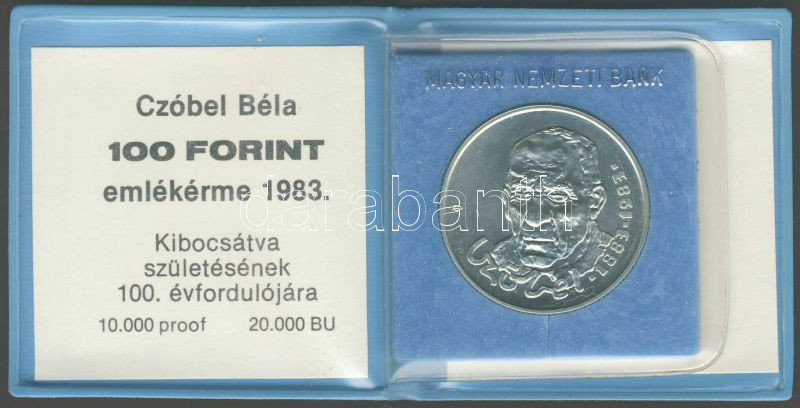 Czóbel Béla
100 FORINT
emlékérme 1983.
Kibocsátva
születésének
100. évfordulójára
10.000 proof 20.000 BU
MAGYAR NEMZETI BANK
darabanth
Czóbel
1883-1983